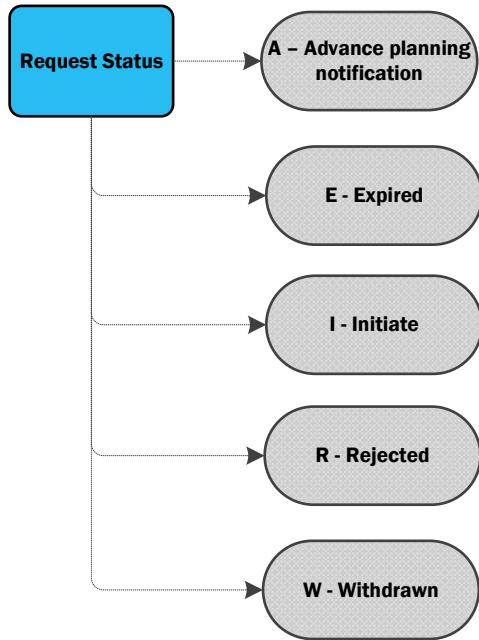 Request Status
A – Advance planning
notification
E - Expired
I - Initiate
R - Rejected
W - Withdrawn